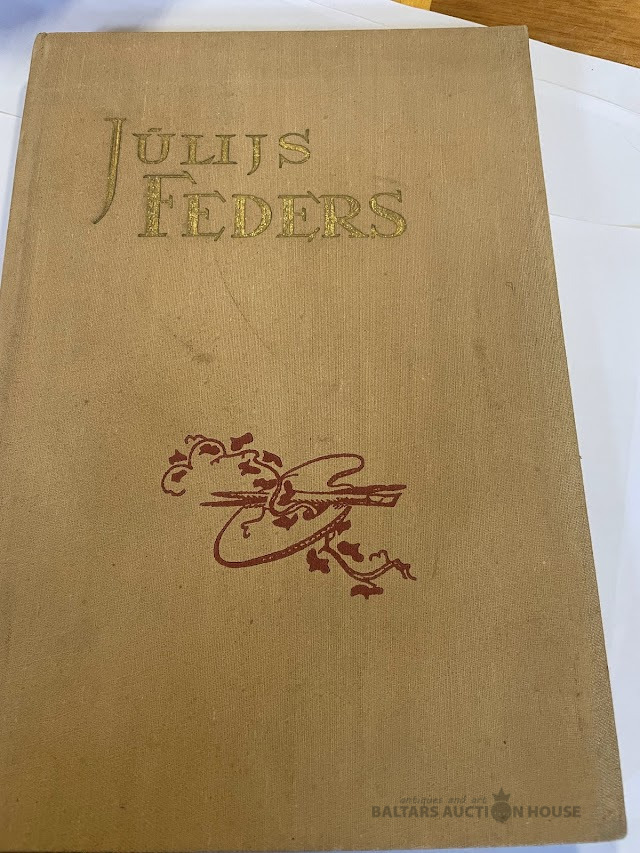 JŪLIJS
FEDERS
antiques and art
BALTARS AUCTION HOUSE